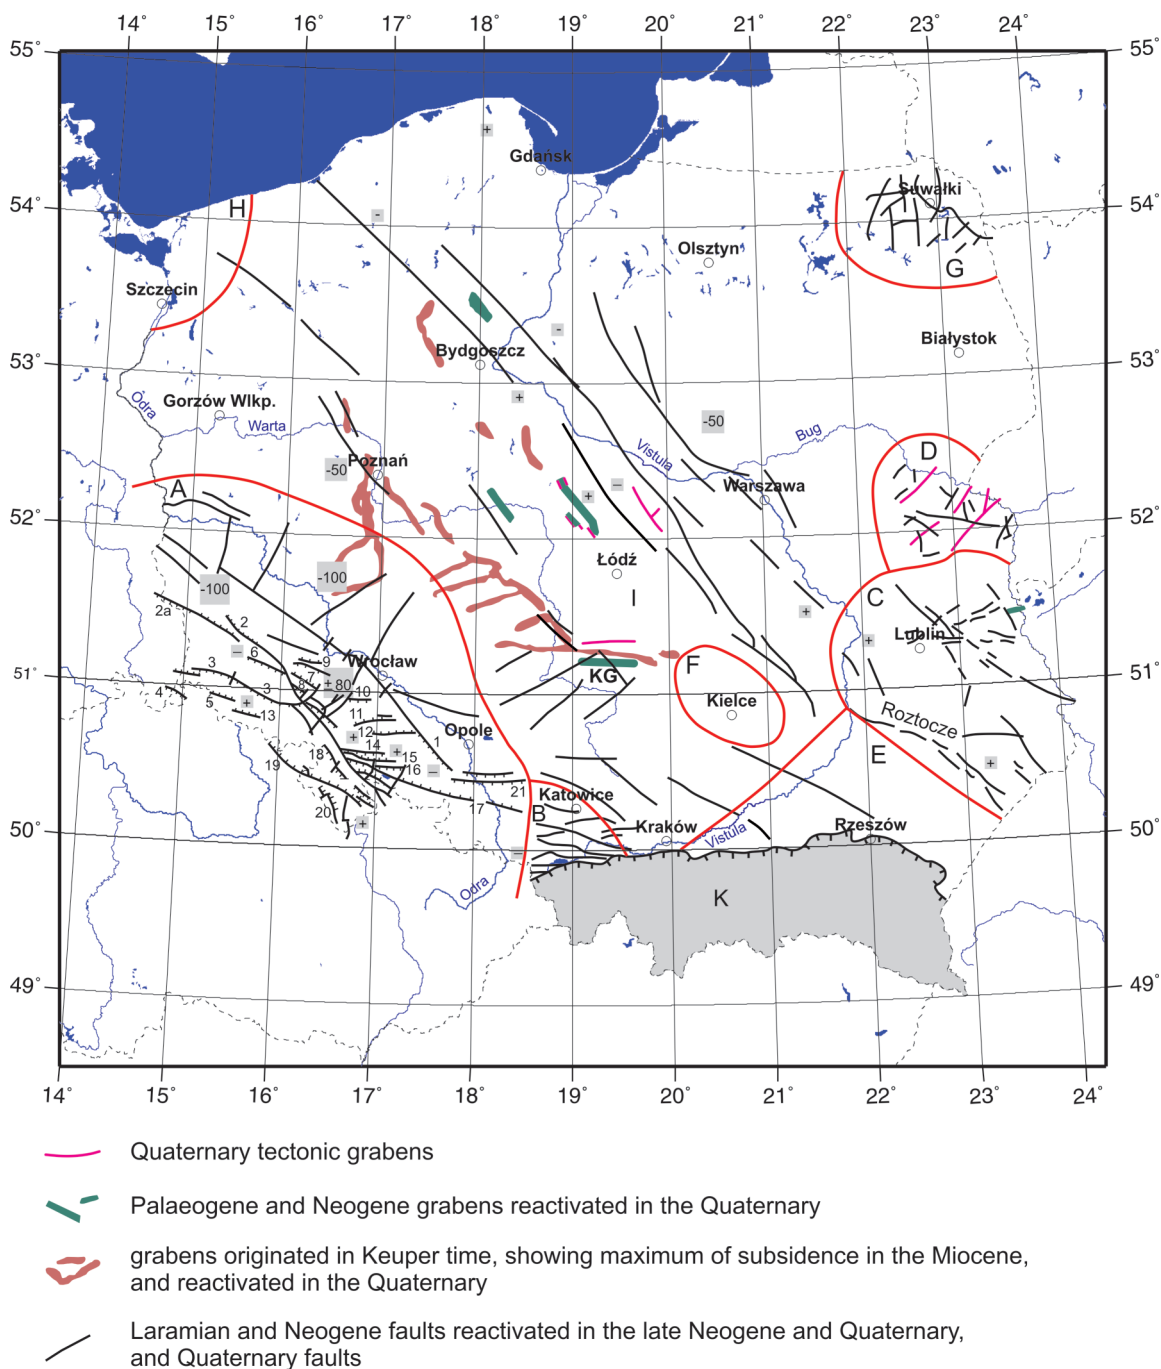 14° 15° 16° 17° 18° 19° 20° 21° 22° 23° 24°
55° 55°
+
Gdańsk
Suwałki
54° H - 54°
Olsztyn
G
Szczecin
-
Białystok
Bydgoszcz
53° 53°
+
Odra
Gorzów Wlkp.
Warta
-50
Bug
D
Vistula
-50 Poznań
A
+ –
Warszawa
52° 52°
Łódź
-100
-100
I
C
2a
+
2
+
Lublin
–
6
3 9
Wrocław
F
51° 7 51°
4 5 3 8 + 80 10
KG
Kielce
+
13
11
Roztocze
12
+
Opole
1
14 + 15
18
E
19
16 –
+
21
Katowice
20 17
B
+
Kraków
Rzeszów
50° Vistula 50°
–
Odra
K
49° 49°
14° 15° 16° 17° 18° 19° 20° 21° 22° 23° 24°
Quaternary tectonic grabens
Palaeogene and Neogene grabens reactivated in the Quaternary
grabens originated in Keuper time, showing maximum of subsidence in the Miocene,
and reactivated in the Quaternary
Laramian and Neogene faults reactivated in the late Neogene and Quaternary,
and Quaternary faults